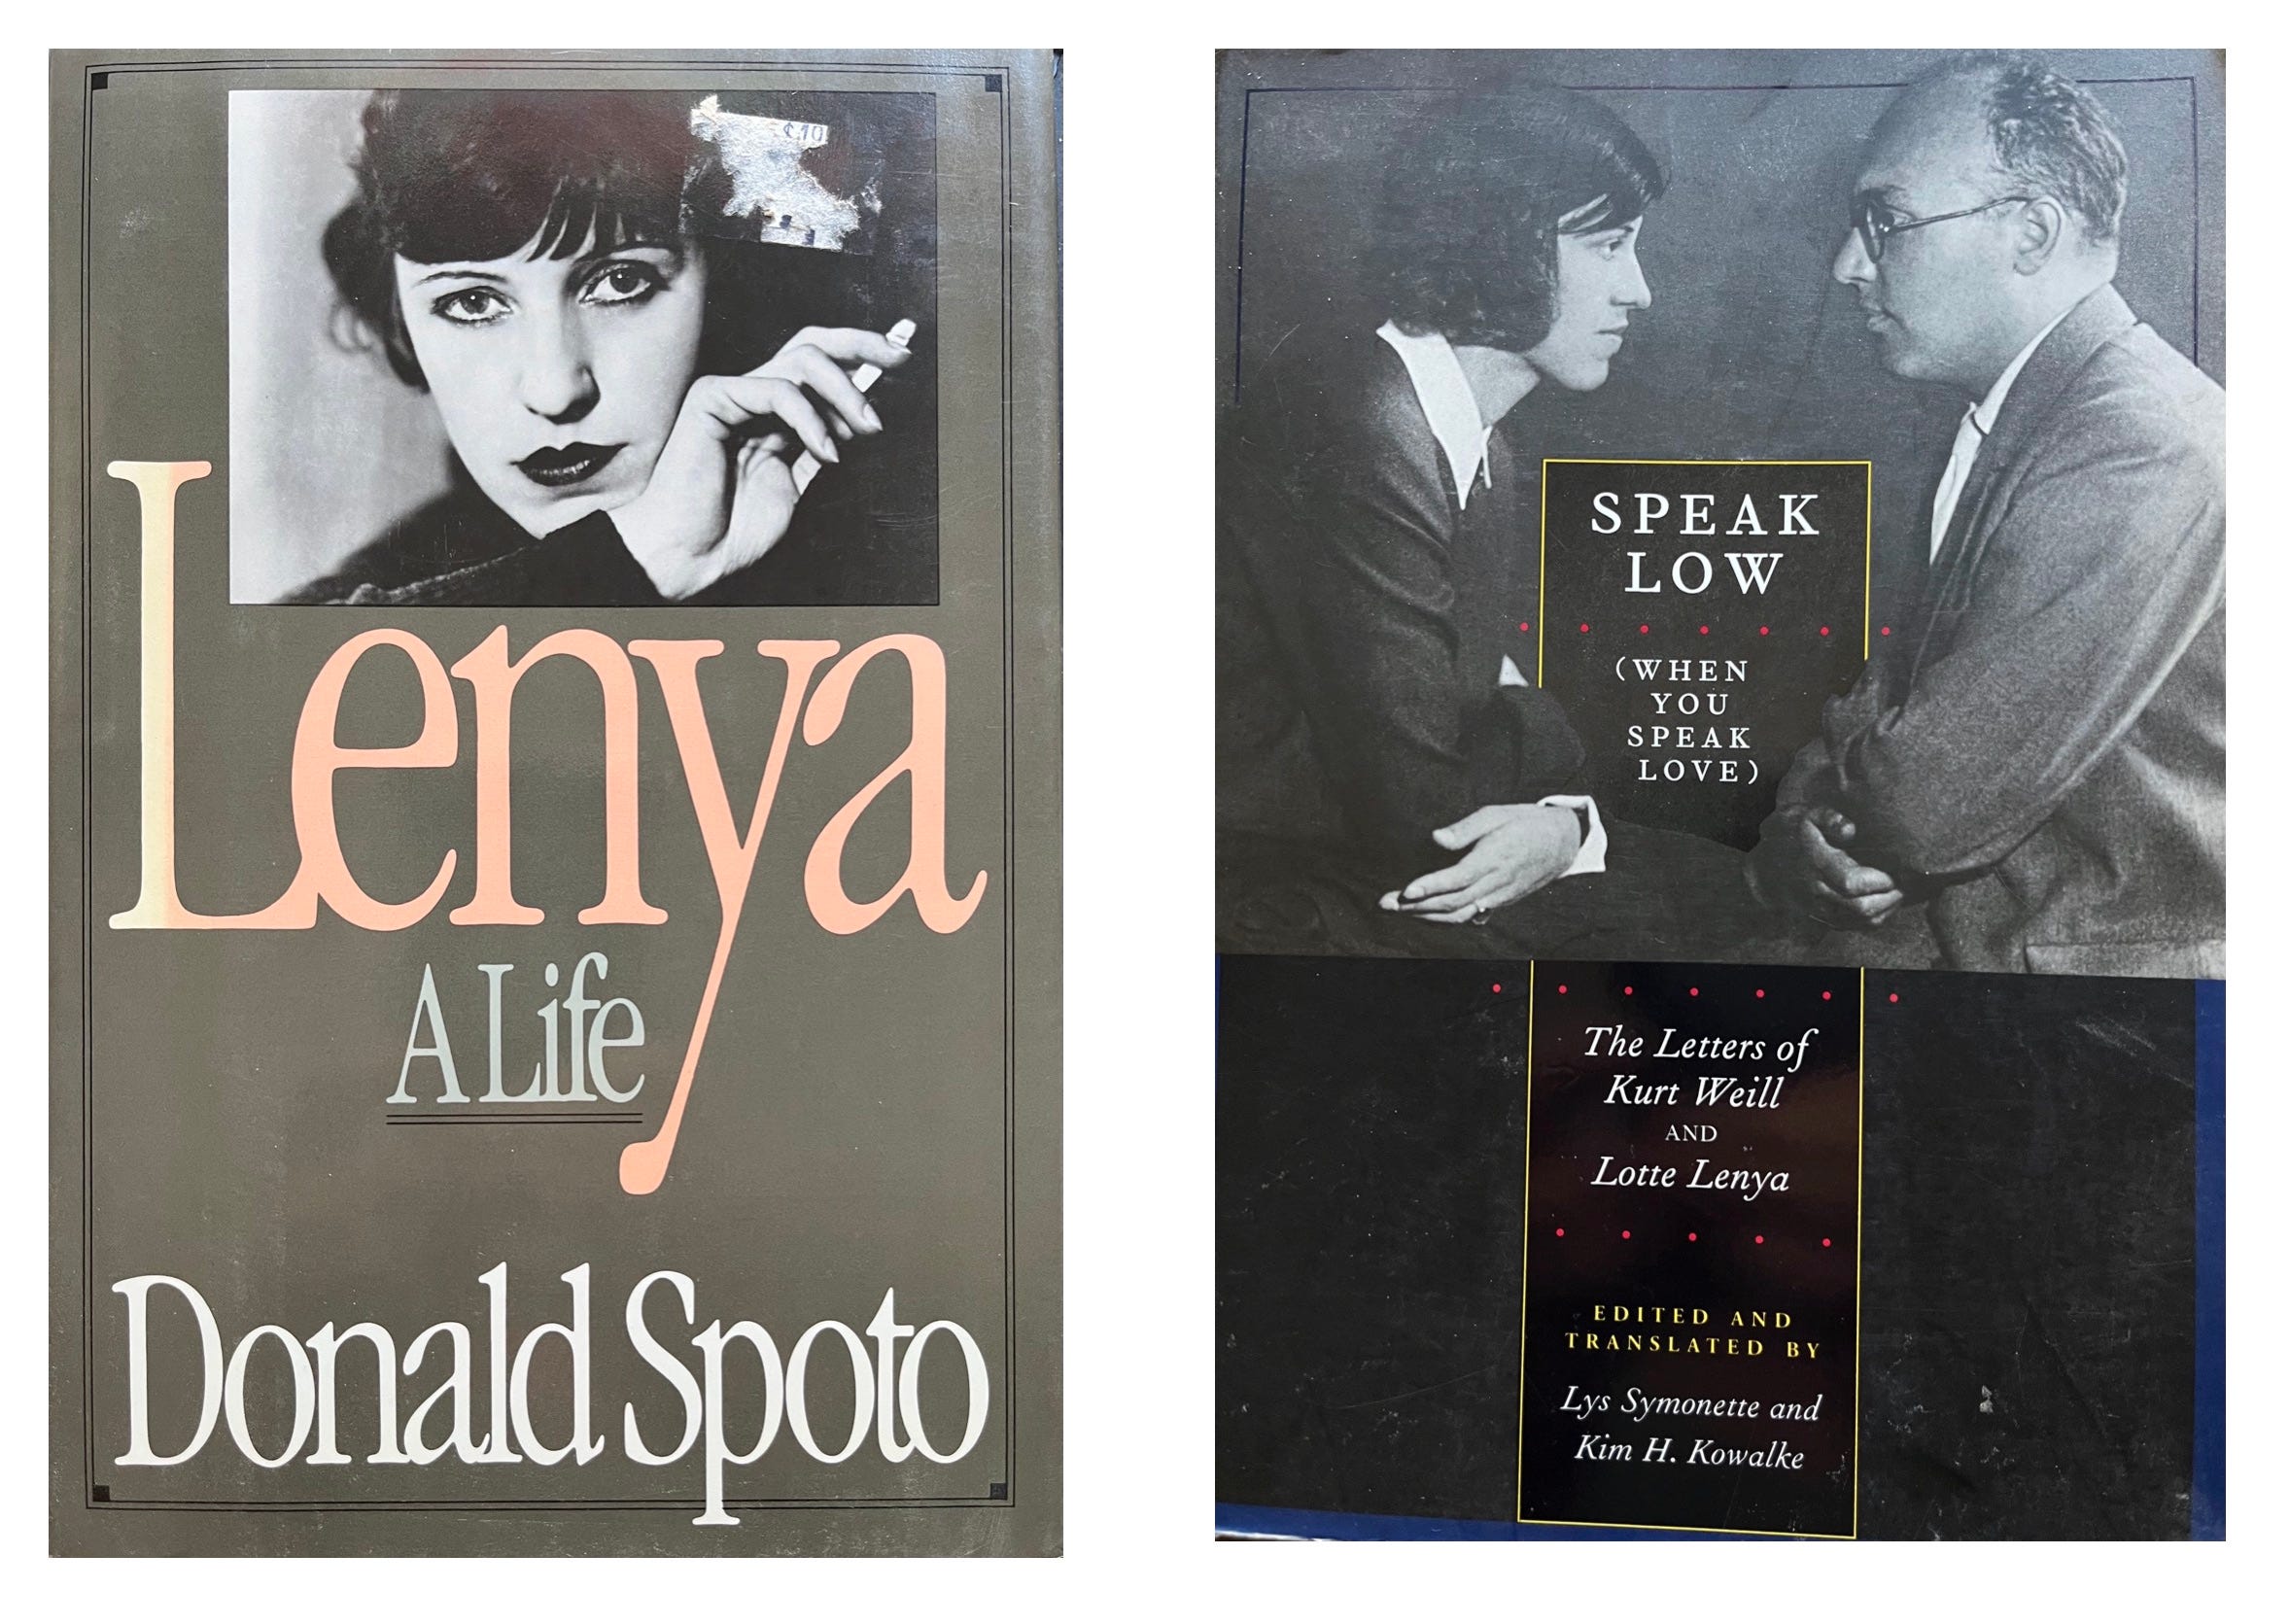 ¢10
Lenya
A Life
Donald Spoto
SPEAK
LOW
(WHEN
YOU
SPEAK
LOVE)
The Letters of
Kurt Weill
AND
Lotte Lenya
EDITED AND
TRANSLATED BY
Lys Symonette and
Kim H. Kowalke